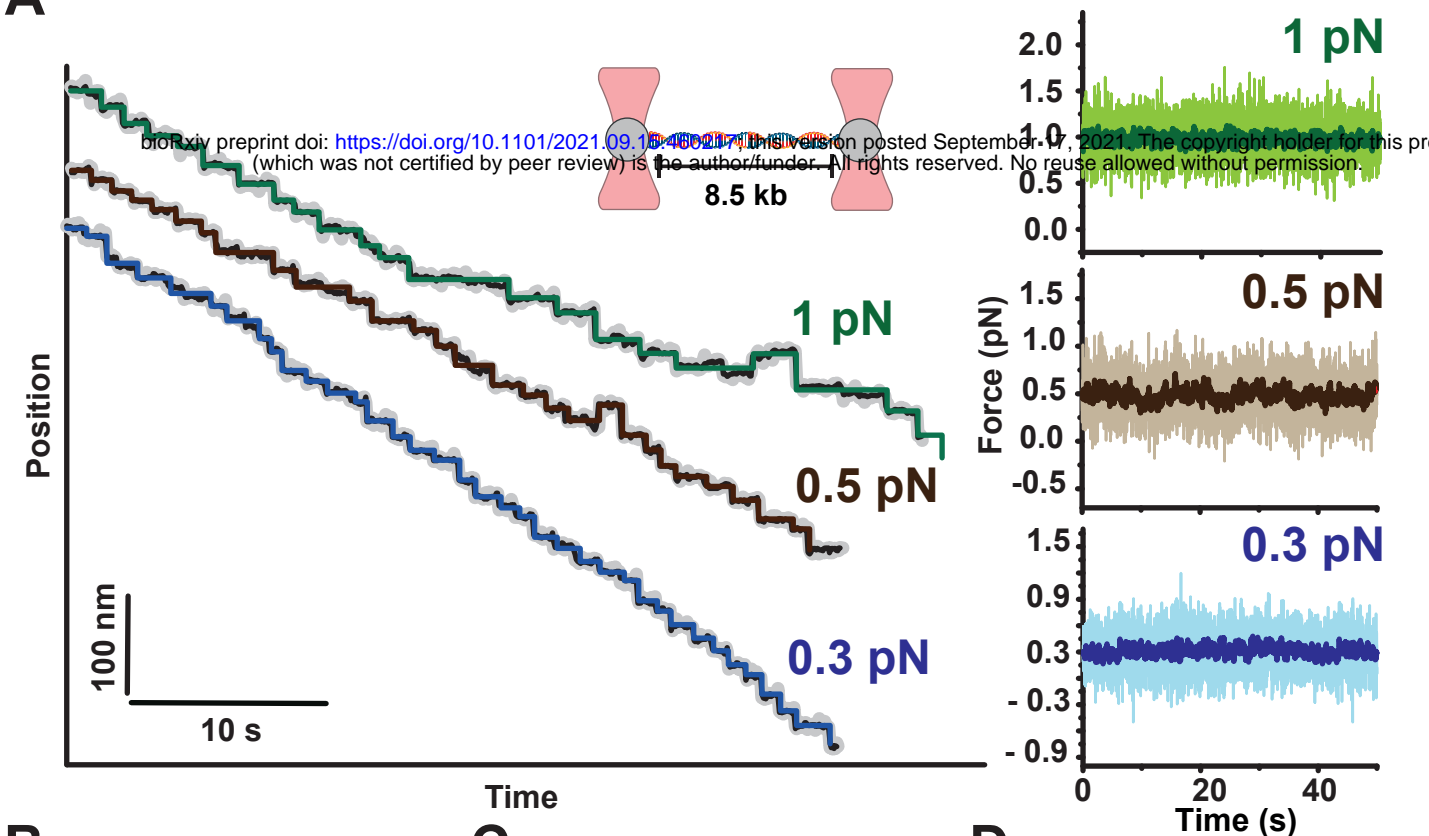 A
bioRxiv preprint doi: https://doi.org/10.1101/2021.09.15.460217; this version posted September 17, 2021. The copyright holder for this pre
(which was not certified by peer review) is the author/funder. All rights reserved. No reuse allowed without permission.
8.5 kb
1 pN
0.5 pN
0.3 pN
Position
100 nm
10 s
Time
1 pN
2.0
1.5
1.0
0.5
0.0
0.5 pN
Force (pN)
1.5
1.0
0.5
0.0
-0.5
0.3 pN
1.5
0.9
0.3
- 0.3
- 0.9
0 20 40
Time (s)
B C D